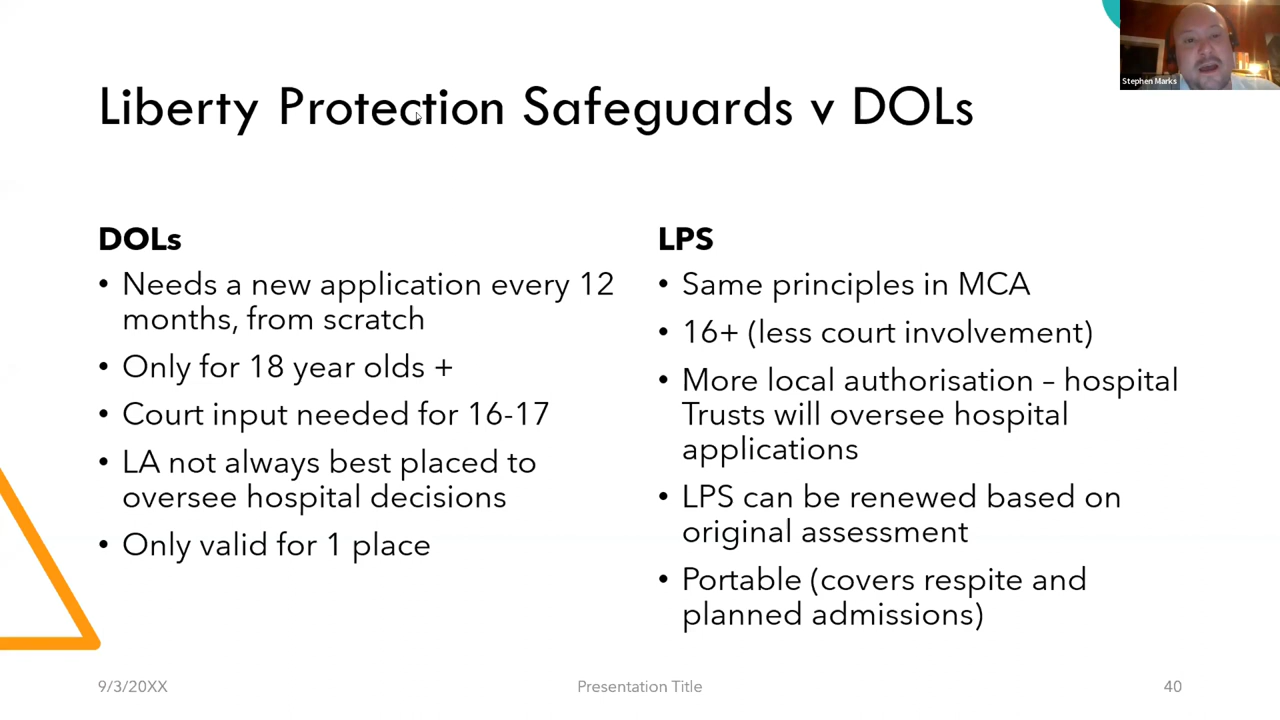 Stephen Marks
Liberty Protection Safeguards v DOLs
DOLs
• Needs a new application every 12
months, from scratch
• Only for 18 year olds +
• Court input needed for 16-17
• LA not always best placed to
oversee hospital decisions
• Only valid for 1 place
LPS
• Same principles in MCA
• 16+ (less court involvement)
• More local authorisation – hospital
Trusts will oversee hospital
applications
• LPS can be renewed based on
original assessment
• Portable (covers respite and
planned admissions)
9/3/20XX
Presentation Title
40